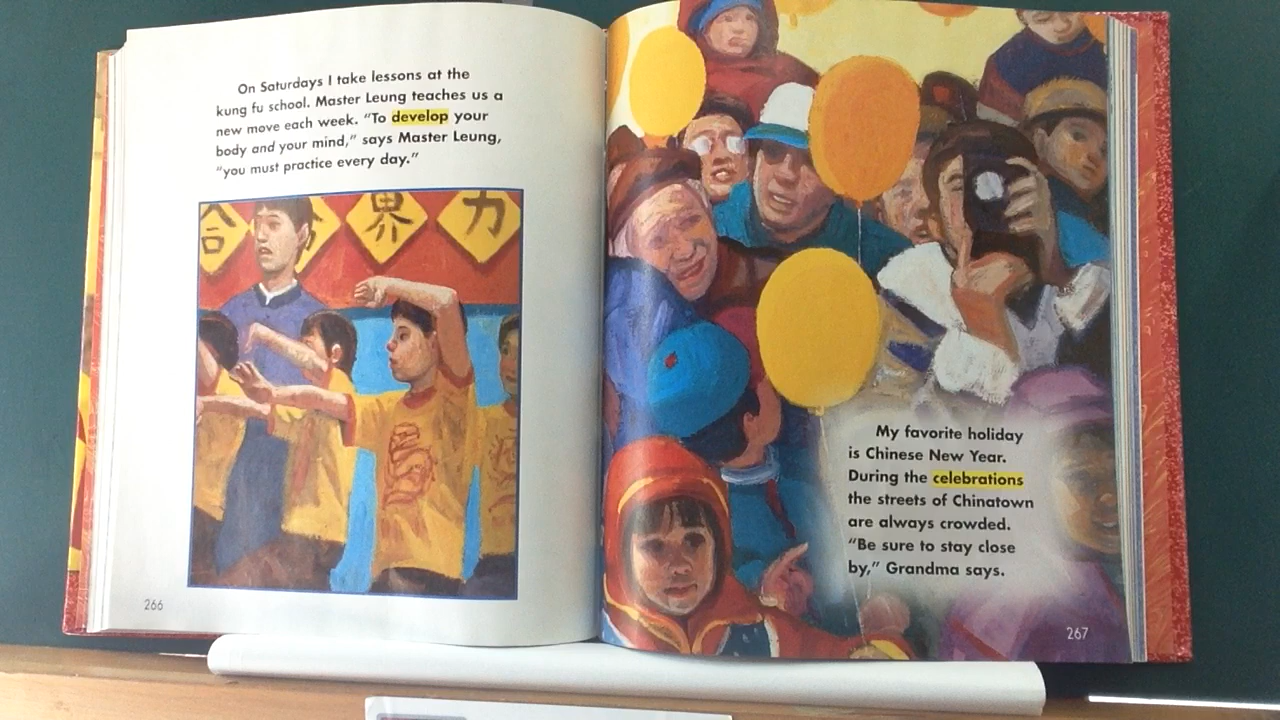 On Saturdays I take lessons at the
kung fu school. Master Leung teaches us a
new move each week. “To develop your
body and your mind,” says Master Leung,
“you must practice every day.”
合 界 力
266
My favorite holiday
is Chinese New Year.
During the celebrations
the streets of Chinatown
are always crowded.
“Be sure to stay close
by,” Grandma says.
267